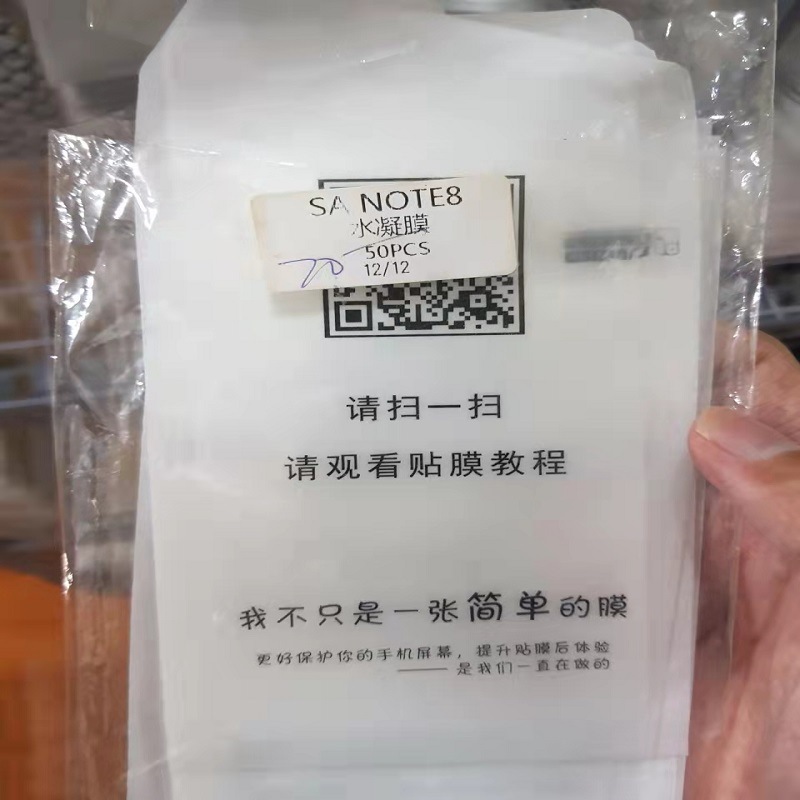 SA NOTE8
水凝膜
50PCS
70
12/12
请扫一扫
请观看贴膜教程
我不只是一张简单的膜
更好保护你的手机屏幕，提升贴膜后体验
——是我们一直在做的